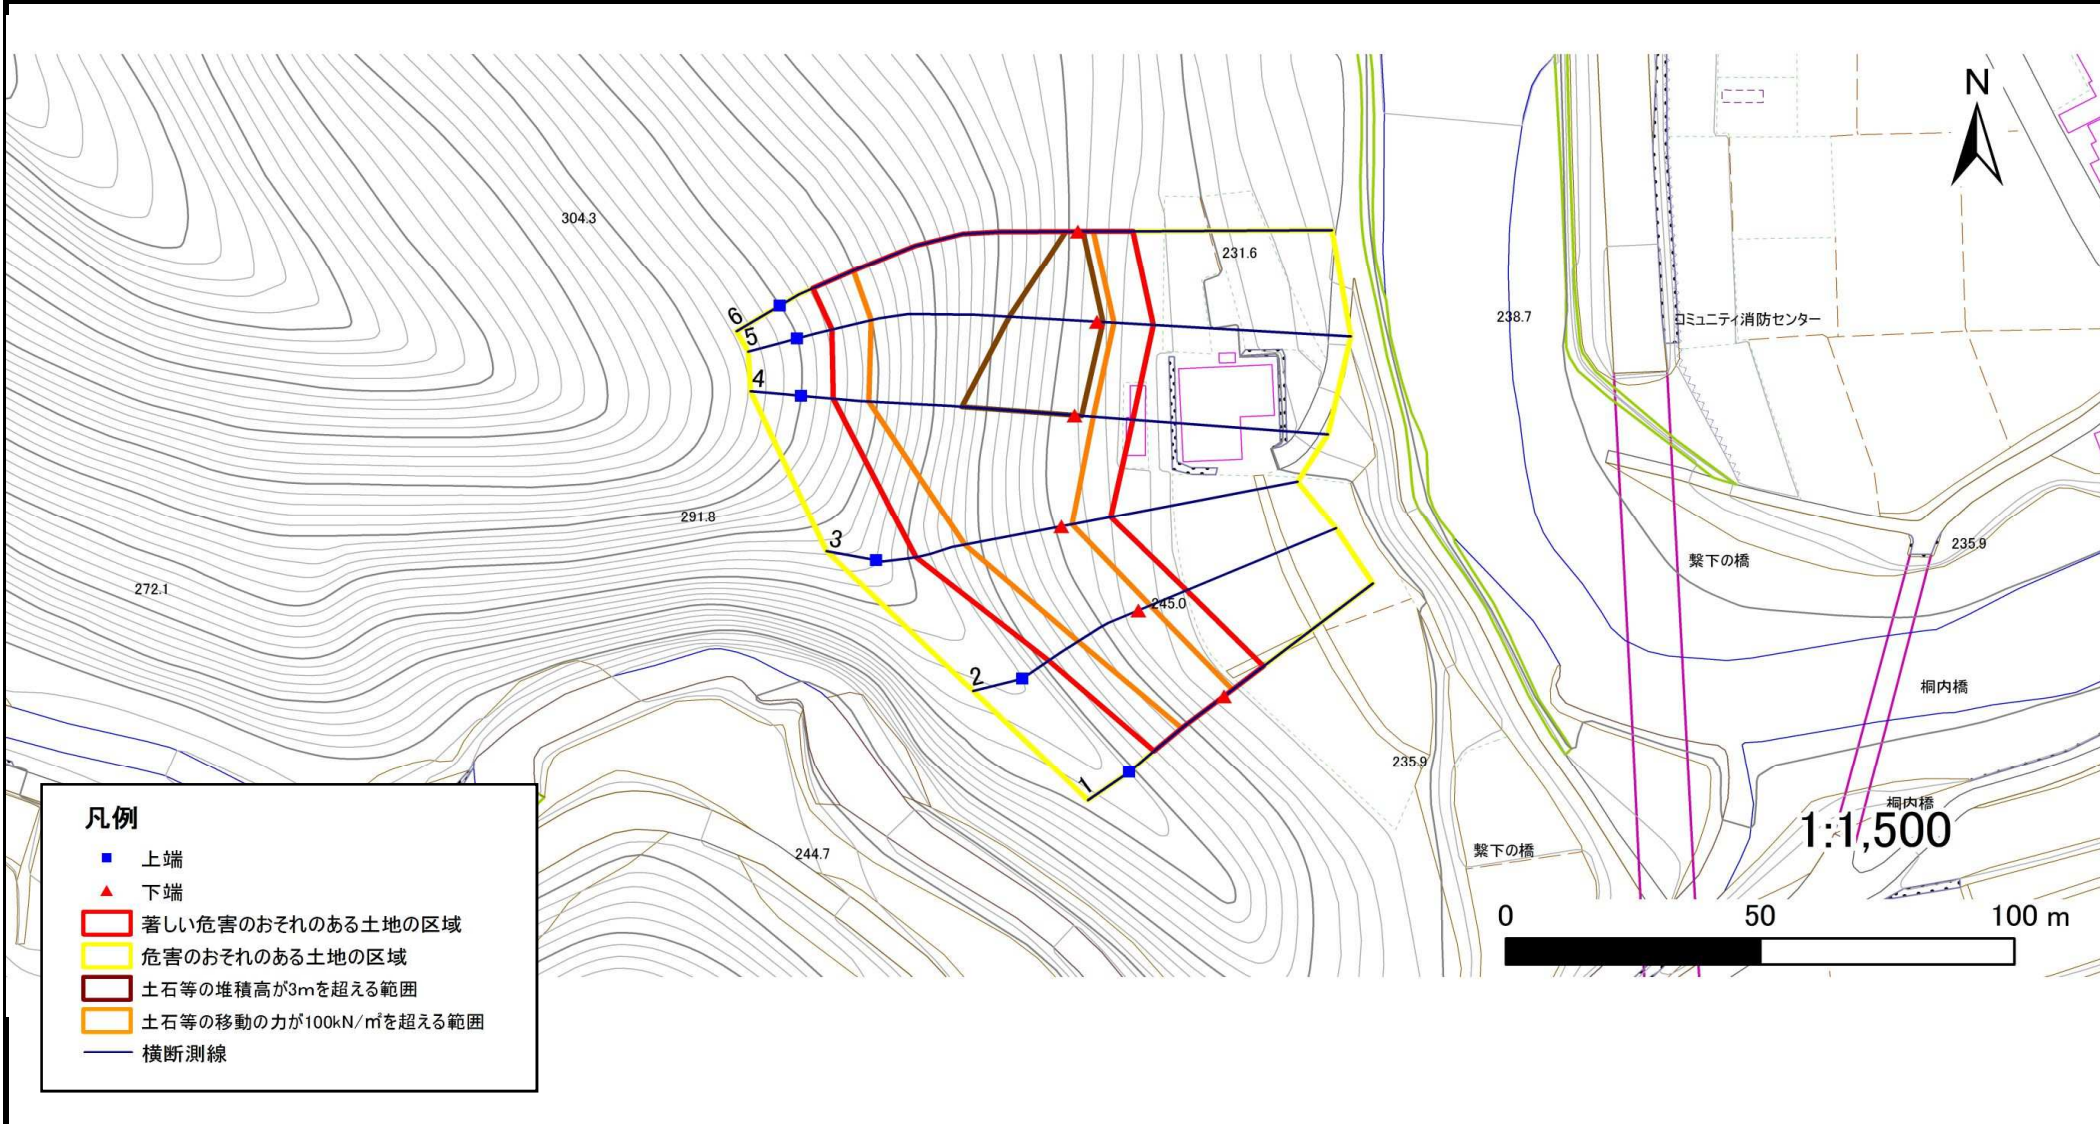 N
304.3
231.6
238.7
コミュニティ消防センター
6
5
4
291.8
3
235.9
繋下の橋
272.1
245.0
2
桐内橋
235.9
1
桐内橋
1:1,500
244.7
繋下の橋
0 50 100 m
凡例
上端
下端
著しい危害のおそれのある土地の区域
危害のおそれのある土地の区域
土石等の堆積高が3mを超える範囲
土石等の移動の力が100kN/㎡を超える範囲
横断測線